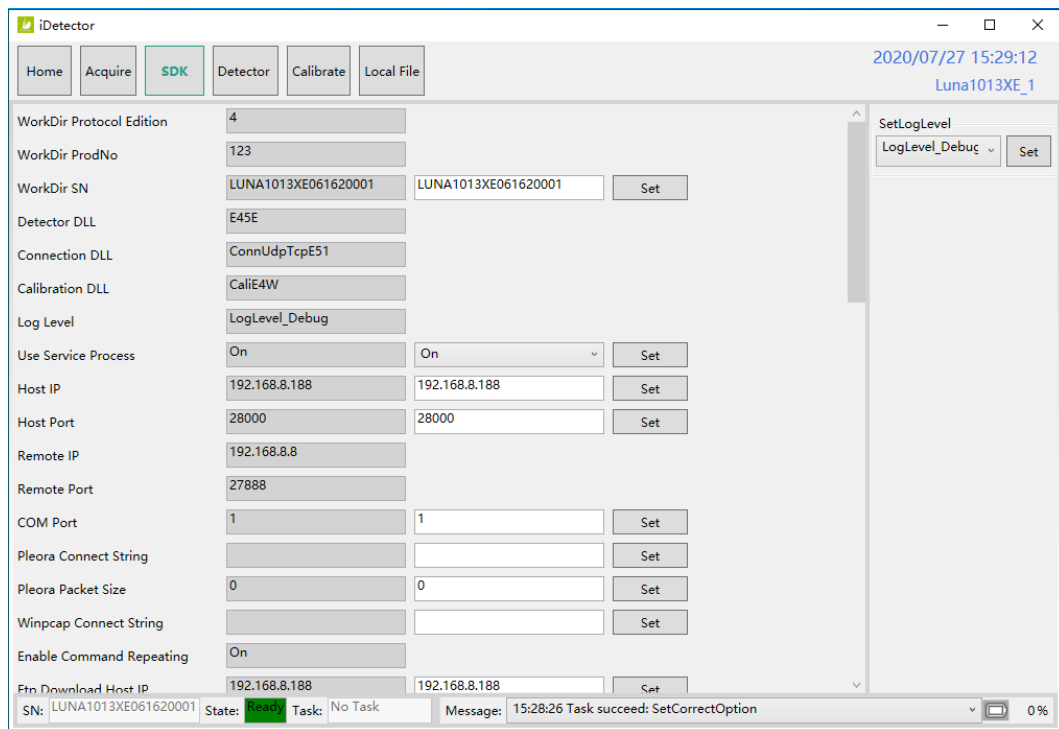 iDetector
Home Acquire SDK Detector Calibrate Local File
2020/07/27 15:29:12
Luna1013XE_1
WorkDir Protocol Edition 4
WorkDir ProdNo 123
WorkDir SN LUNA1013XE061620001 LUNA1013XE061620001 Set
Detector DLL E45E
Connection DLL ConnUdpTcpE51
Calibration DLL CaliE4W
Log Level LogLevel_Debug
Use Service Process On On Set
Host IP 192.168.8.188 192.168.8.188 Set
Host Port 28000 28000 Set
Remote IP 192.168.8.8
Remote Port 27888
COM Port 1 1 Set
Pleora Connect String Set
Pleora Packet Size 0 0 Set
Winpcap Connect String Set
Enable Command Repeating On
Ftp Download Host IP 192.168.8.188 192.168.8.188 Set
SetLogLevel
LogLevel_Debug Set
SN: LUNA1013XE061620001 State: Ready Task: No Task Message: 15:28:26 Task succeed: SetCorrectOption 0%